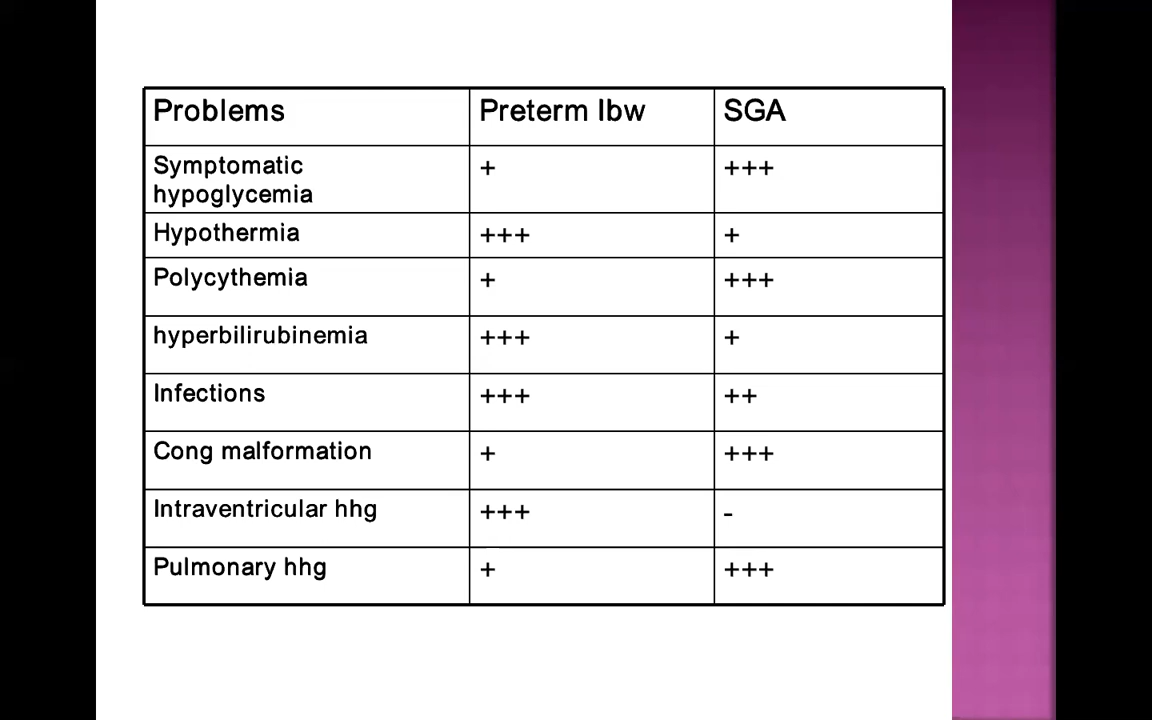 Problems Preterm lbw SGA
Symptomatic
hypoglycemia + +++
Hypothermia +++ +
Polycythemia + +++
hyperbilirubinemia +++ +
Infections +++ ++
Cong malformation + +++
Intraventricular hhg +++ -
Pulmonary hhg + +++